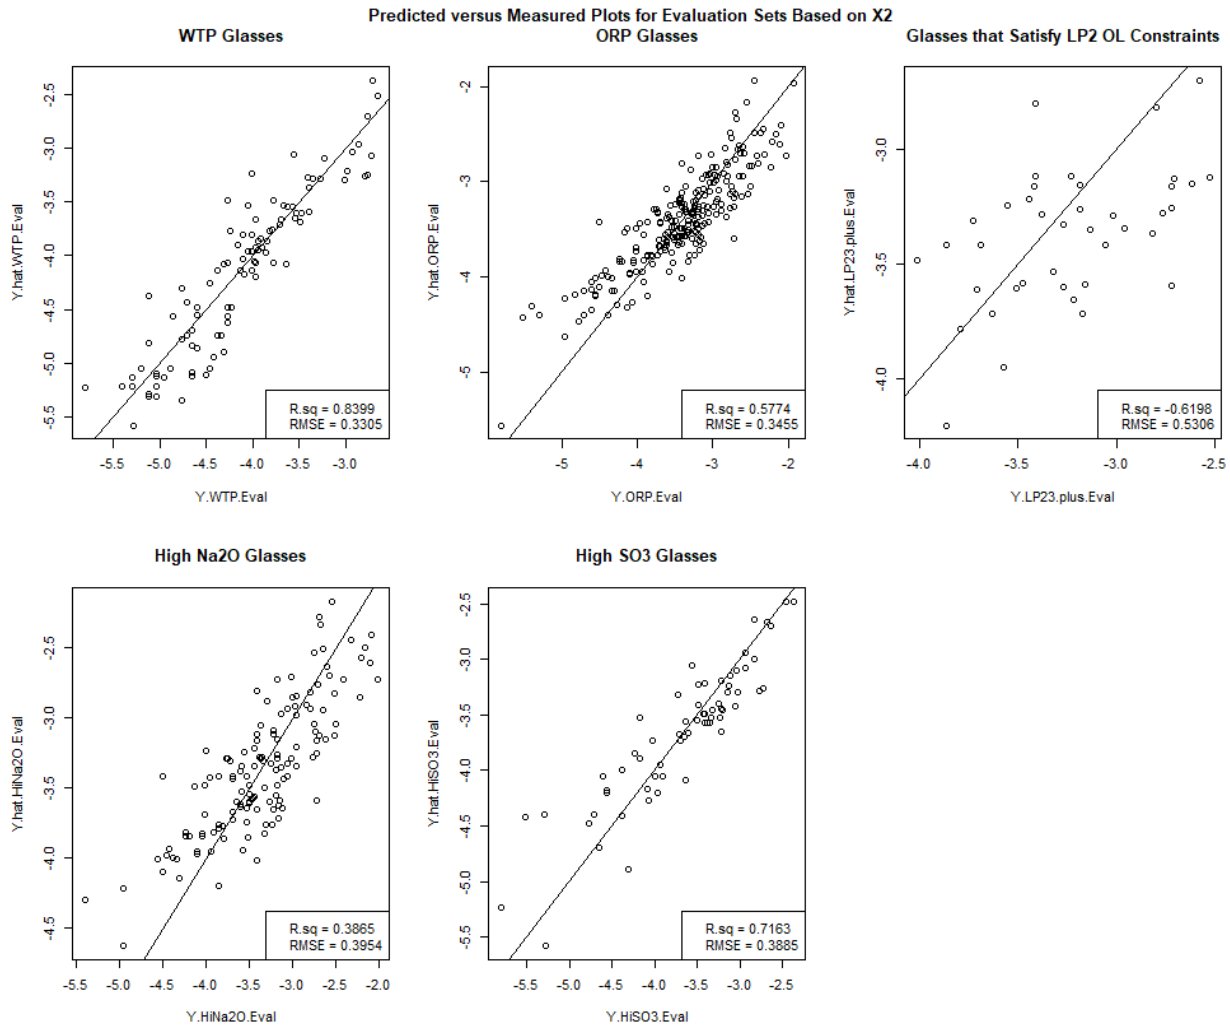 Predicted versus Measured Plots for Evaluation Sets Based on X2
WTP Glasses
ORP Glasses
Glasses that Satisfy LP2 OL Constraints
Y.hat.WTP.Eval
-2.5
-3.0
-3.5
-4.0
-4.5
-5.0
-5.5
R.sq = 0.8399
RMSE = 0.3305
-5.5 -5.0 -4.5 -4.0 -3.5 -3.0
Y.WTP.Eval
Y.hat.ORP.Eval
-2
-3
-4
-5
R.sq = 0.5774
RMSE = 0.3455
-5 -4 -3 -2
Y.ORP.Eval
Y.hat.LP23.plus.Eval
-3.0
-3.5
-4.0
R.sq = -0.6198
RMSE = 0.5306
-4.0 -3.5 -3.0 -2.5
Y.LP23.plus.Eval
High Na2O Glasses
High SO3 Glasses
Y.hat.HiNa2O.Eval
-2.5
-3.0
-3.5
-4.0
-4.5
R.sq = 0.3865
RMSE = 0.3954
-5.5 -5.0 -4.5 -4.0 -3.5 -3.0 -2.5 -2.0
Y.HiNa2O.Eval
Y.hat.HiSO3.Eval
-2.5
-3.0
-3.5
-4.0
-4.5
-5.0
-5.5
R.sq = 0.7163
RMSE = 0.3885
-5.5 -5.0 -4.5 -4.0 -3.5 -3.0 -2.5
Y.HiSO3.Eval